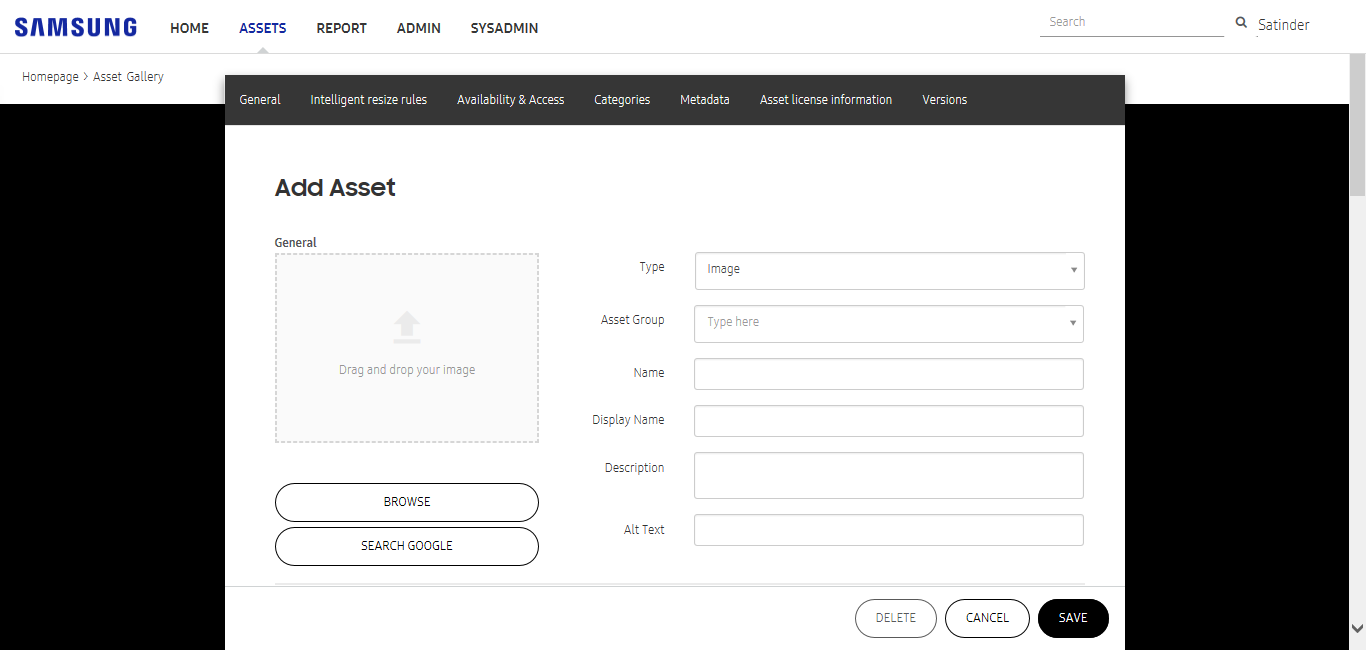 SAMSUNG HOME ASSETS REPORT ADMIN SYSADMIN Search Satinder
Homepage > Asset Gallery
General Intelligent resize rules Availability & Access Categories Metadata Asset license information Versions
Add Asset
General
Drag and drop your image
BROWSE
SEARCH GOOGLE
Type Image
Asset Group Type here
Name
Display Name
Description
Alt Text
DELETE CANCEL SAVE